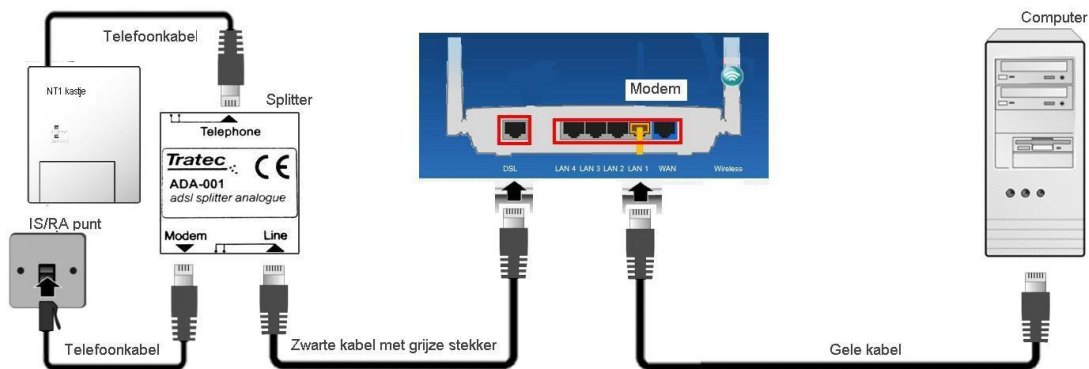 Telefoonkabel
Computer
NT1 kastje
Splitter
Modem
Telephone
Tratec
CE
ADA-001
adsl splitter analogue
DSL
LAN 4
LAN 3
LAN 2
LAN 1
WAN
Wireless
IS/RA punt
Modem
Line
Telefoonkabel
Zwarte kabel met grijze stekker
Gele kabel